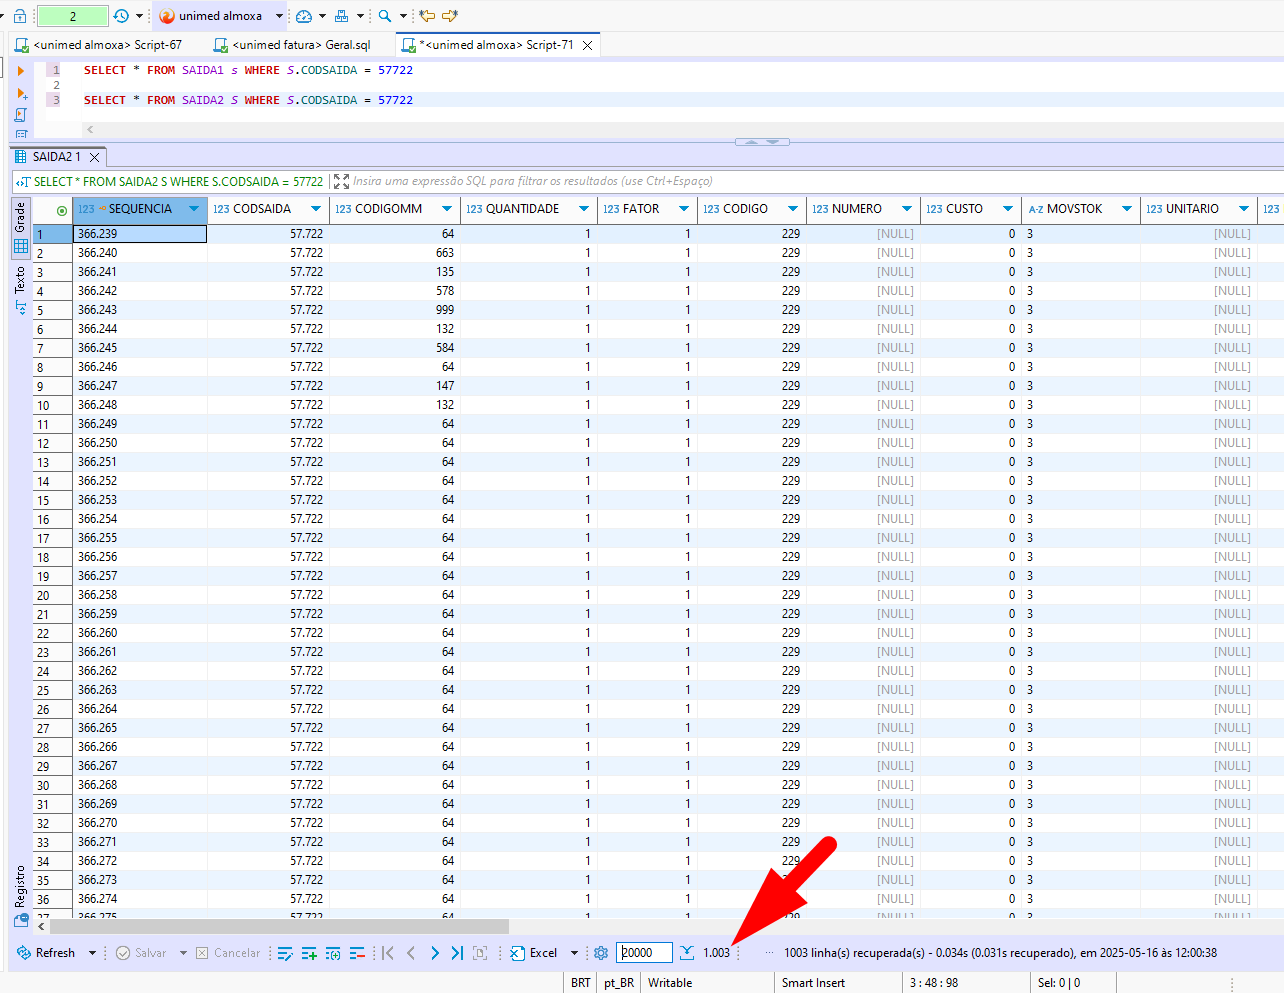 2 unimed almoxa
<unimed almoxa> Script-67 <unimed fatura> Geral.sql *<unimed almoxa> Script-71
1 SELECT * FROM SAIDA1 s WHERE S.CODSAIDA = 57722
2
3 SELECT * FROM SAIDA2 S WHERE S.CODSAIDA = 57722
SAIDA2 1
SELECT * FROM SAIDA2 S WHERE S.CODSAIDA = 57722 Insira uma expressão SQL para filtrar os resultados (use Ctrl+Espaço)
Grade
Texto
Registro
123 SEQUENCIA 123 CODSAIDA 123 CODIGOMM 123 QUANTIDADE 123 FATOR 123 CODIGO 123 NUMERO 123 CUSTO A-Z MOVSTOK 123 UNITARIO 123
1 366.239 57.722 64 1 1 229 [NULL] 0 3 [NULL]
2 366.240 57.722 663 1 1 229 [NULL] 0 3 [NULL]
3 366.241 57.722 135 1 1 229 [NULL] 0 3 [NULL]
4 366.242 57.722 578 1 1 229 [NULL] 0 3 [NULL]
5 366.243 57.722 999 1 1 229 [NULL] 0 3 [NULL]
6 366.244 57.722 132 1 1 229 [NULL] 0 3 [NULL]
7 366.245 57.722 584 1 1 229 [NULL] 0 3 [NULL]
8 366.246 57.722 64 1 1 229 [NULL] 0 3 [NULL]
9 366.247 57.722 147 1 1 229 [NULL] 0 3 [NULL]
10 366.248 57.722 132 1 1 229 [NULL] 0 3 [NULL]
11 366.249 57.722 64 1 1 229 [NULL] 0 3 [NULL]
12 366.250 57.722 64 1 1 229 [NULL] 0 3 [NULL]
13 366.251 57.722 64 1 1 229 [NULL] 0 3 [NULL]
14 366.252 57.722 64 1 1 229 [NULL] 0 3 [NULL]
15 366.253 57.722 64 1 1 229 [NULL] 0 3 [NULL]
16 366.254 57.722 64 1 1 229 [NULL] 0 3 [NULL]
17 366.255 57.722 64 1 1 229 [NULL] 0 3 [NULL]
18 366.256 57.722 64 1 1 229 [NULL] 0 3 [NULL]
19 366.257 57.722 64 1 1 229 [NULL] 0 3 [NULL]
20 366.258 57.722 64 1 1 229 [NULL] 0 3 [NULL]
21 366.259 57.722 64 1 1 229 [NULL] 0 3 [NULL]
22 366.260 57.722 64 1 1 229 [NULL] 0 3 [NULL]
23 366.261 57.722 64 1 1 229 [NULL] 0 3 [NULL]
24 366.262 57.722 64 1 1 229 [NULL] 0 3 [NULL]
25 366.263 57.722 64 1 1 229 [NULL] 0 3 [NULL]
26 366.264 57.722 64 1 1 229 [NULL] 0 3 [NULL]
27 366.265 57.722 64 1 1 229 [NULL] 0 3 [NULL]
28 366.266 57.722 64 1 1 229 [NULL] 0 3 [NULL]
29 366.267 57.722 64 1 1 229 [NULL] 0 3 [NULL]
30 366.268 57.722 64 1 1 229 [NULL] 0 3 [NULL]
31 366.269 57.722 64 1 1 229 [NULL] 0 3 [NULL]
32 366.270 57.722 64 1 1 229 [NULL] 0 3 [NULL]
33 366.271 57.722 64 1 1 229 [NULL] 0 3 [NULL]
34 366.272 57.722 64 1 1 229 [NULL] 0 3 [NULL]
35 366.273 57.722 64 1 1 229 [NULL] 0 3 [NULL]
36 366.274 57.722 64 1 1 229 [NULL] 0 3 [NULL]
37 366.275 57.722 64 1 1 229 [NULL] 0 3 [NULL]
Refresh Salvar Cancelar Excel 20000 1.003 ... 1003 linha(s) recuperada(s) - 0.034s (0.031s recuperado), em 2025-05-16 às 12:00:38
BRT pt_BR Writable Smart Insert 3 : 48 : 98 Sel: 0 | 0